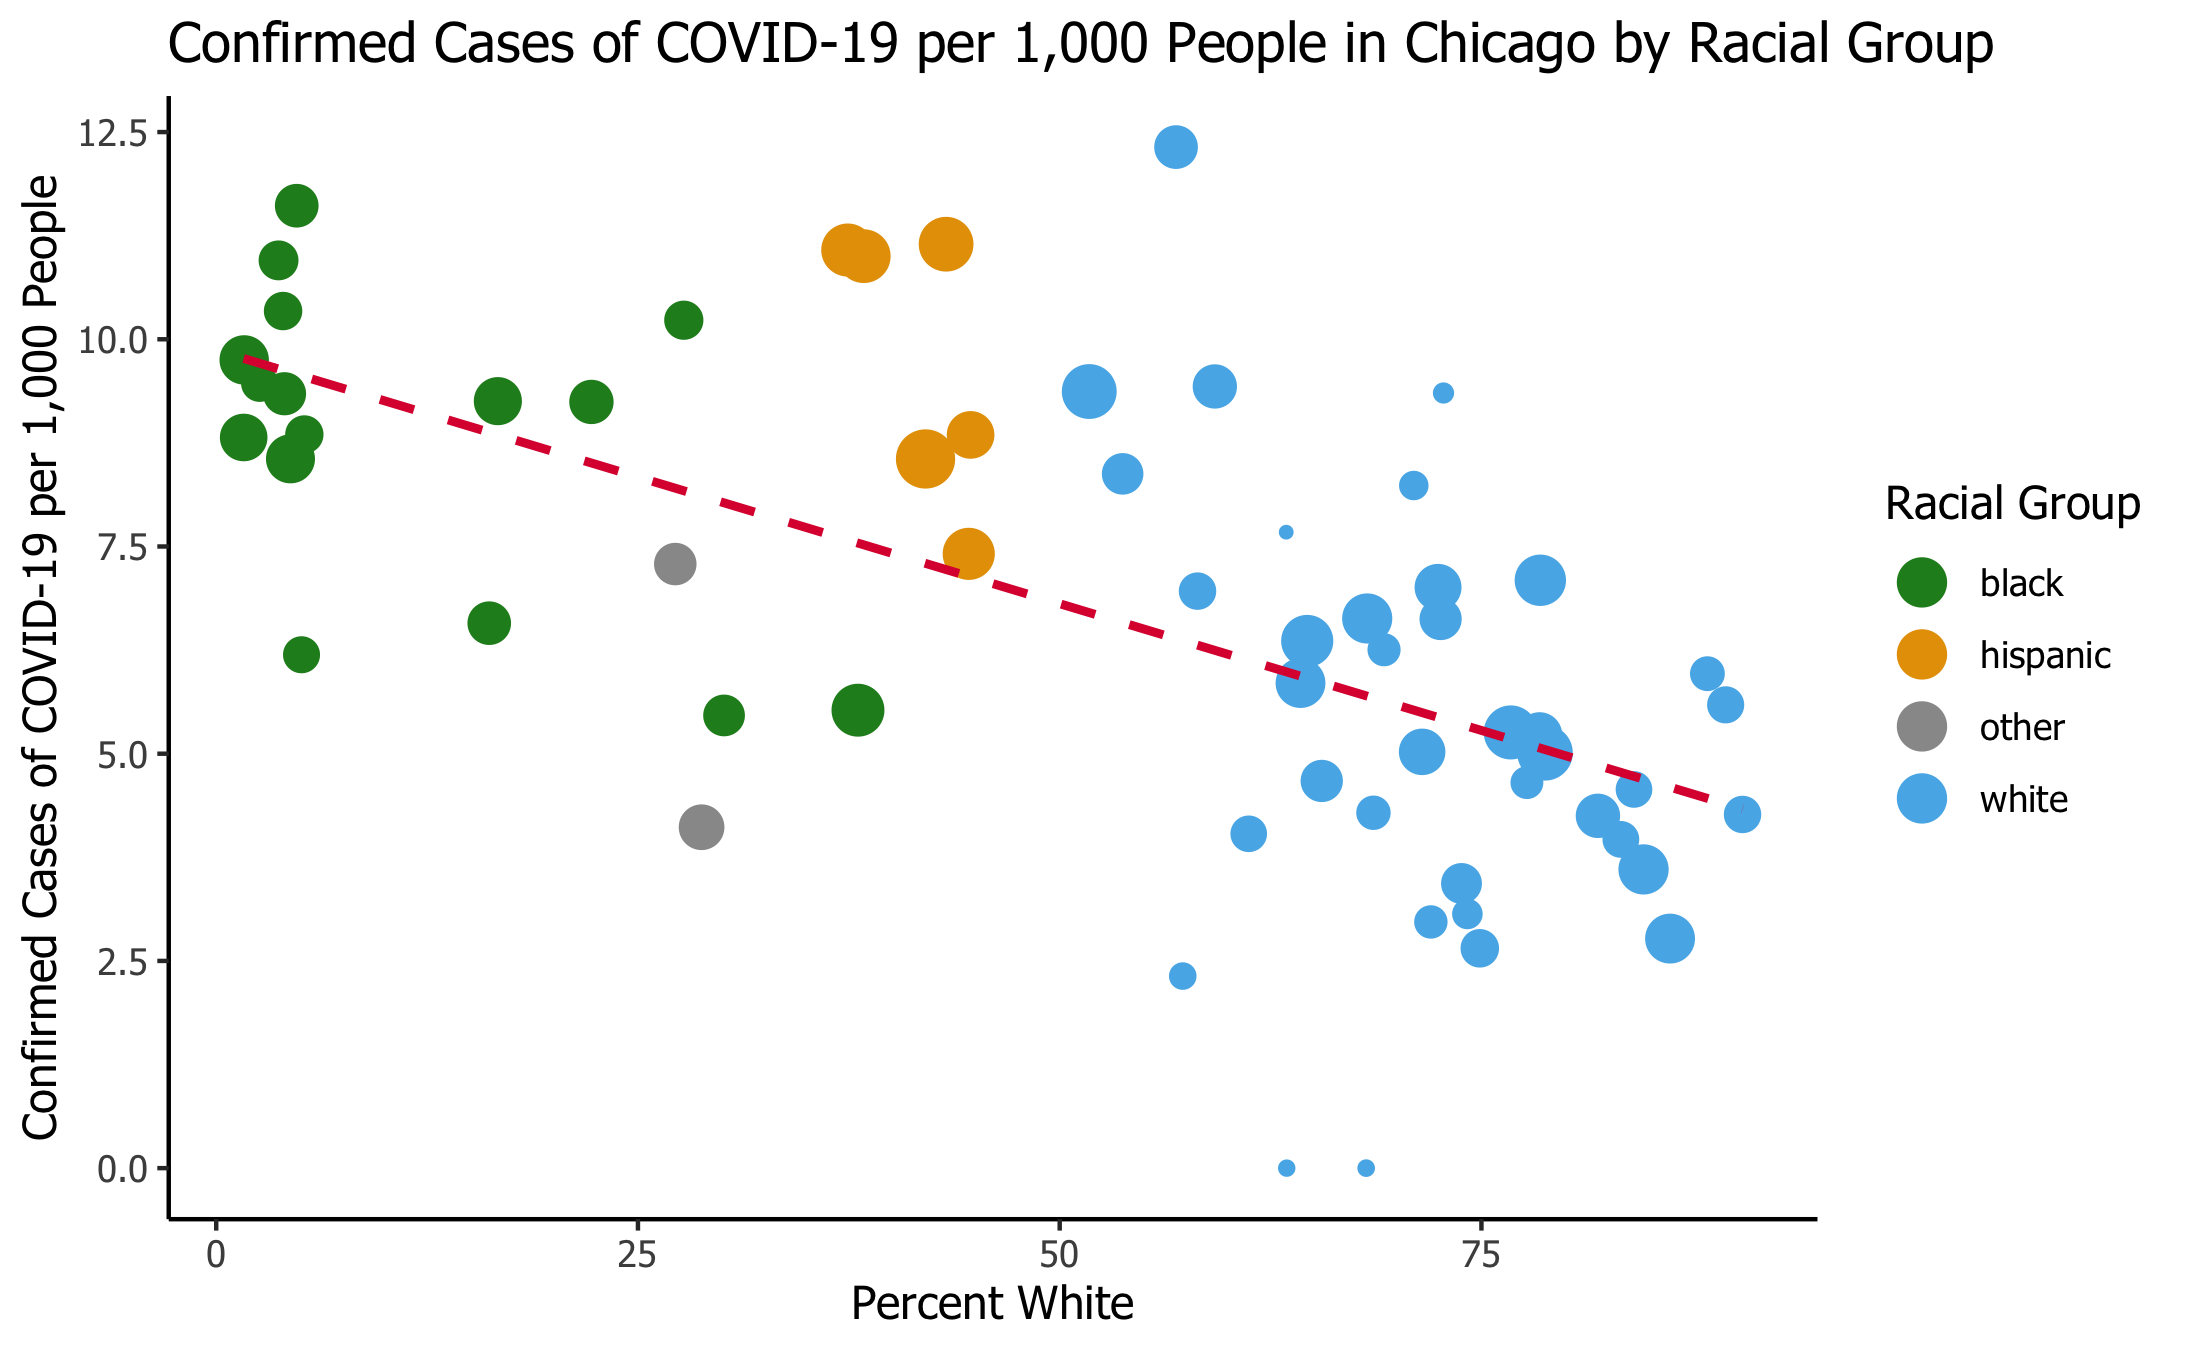 Confirmed Cases of COVID-19 per 1,000 People in Chicago by Racial Group
Confirmed Cases of COVID-19 per 1,000 People
12.5
10.0
7.5
5.0
2.5
0.0
0
25
50
75
Percent White
Racial Group
black
hispanic
other
white